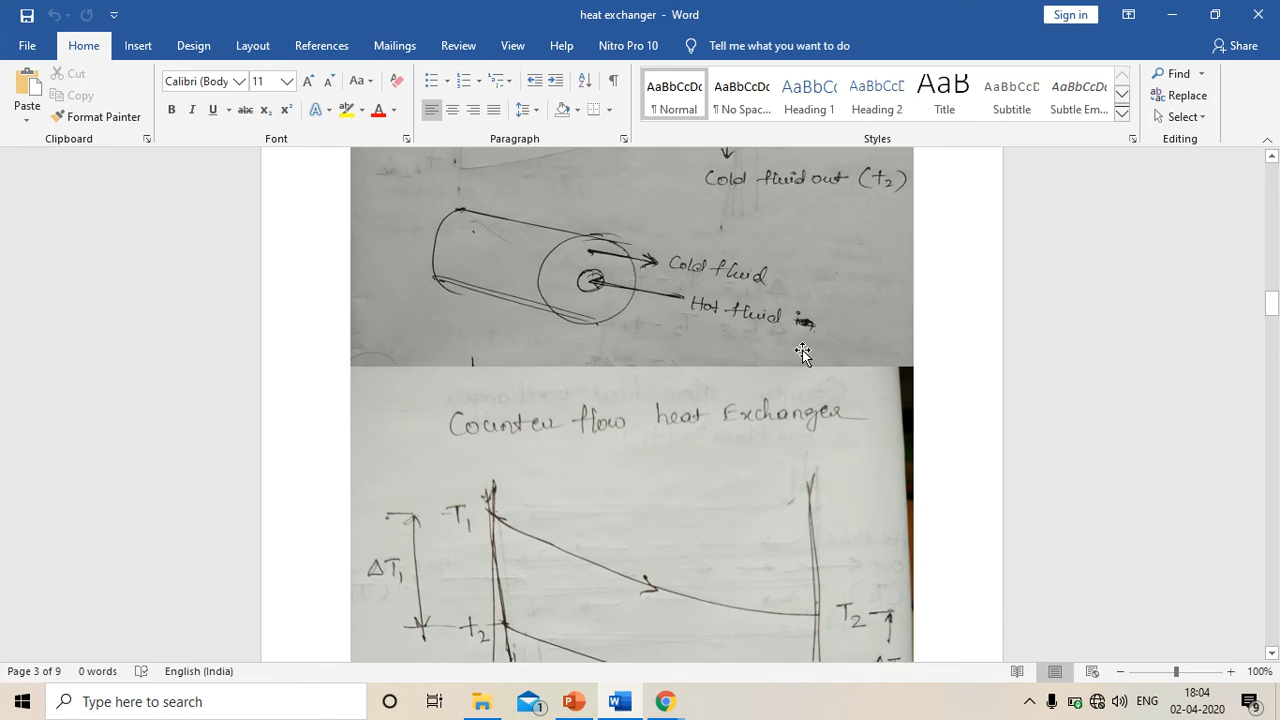 heat exchanger - Word
Sign in
File Home Insert Design Layout References Mailings Review View Help Nitro Pro 10 Tell me what you want to do Share
Paste
Cut
Copy
Format Painter
Calibri (Body 11
AaBbCcDc ¶ Normal
AaBbCcDc ¶ No Spac...
AaBbCc Heading 1
AaBbCcD Heading 2
AaB Title
AaBbCcD Subtitle
AaBbCcDc Subtle Em...
Find
Replace
Select
Clipboard Font Paragraph Styles Editing
Cold fluid out (t2)
Cold fluid
Hot fluid
Counter flow heat Exchanger
T1
ΔT1
T2
t2
Page 3 of 9 0 words English (India) 100%
Type here to search
1
ENG
18:04
02-04-2020
9